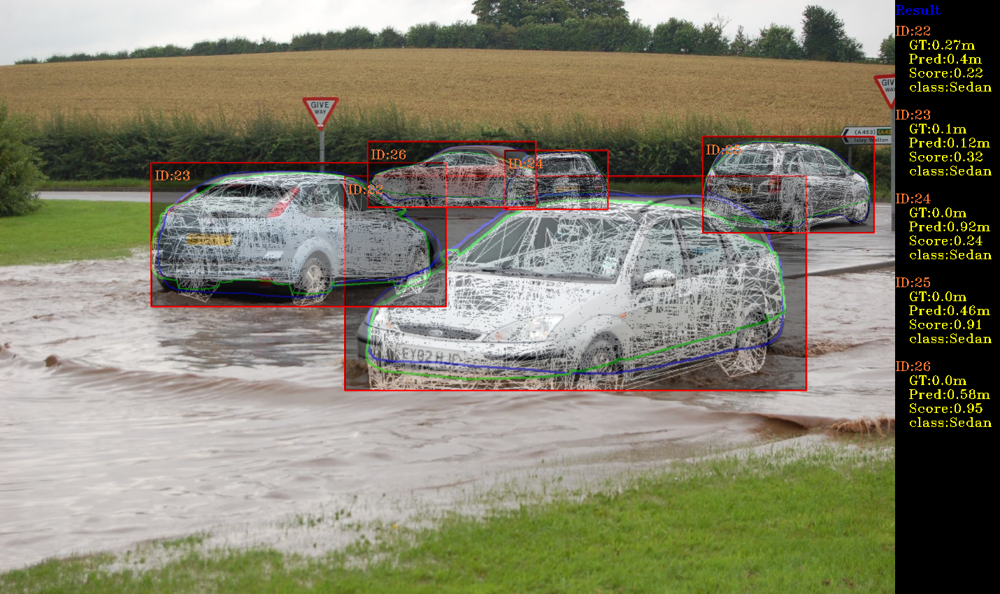 Result
ID:22
GT:0.27m
Pred:0.4m
Score:0.22
class:Sedan
ID:23
GT:0.1m
Pred:0.12m
Score:0.32
class:Sedan
ID:24
GT:0.0m
Pred:0.92m
Score:0.24
class:Sedan
ID:25
GT:0.0m
Pred:0.46m
Score:0.91
class:Sedan
ID:26
GT:0.0m
Pred:0.58m
Score:0.95
class:Sedan
GIVE
WAY
GIV
WA
(A453) (A42
Isley Walton
ID:26
ID:25
ID:24
ID:23
ID:22